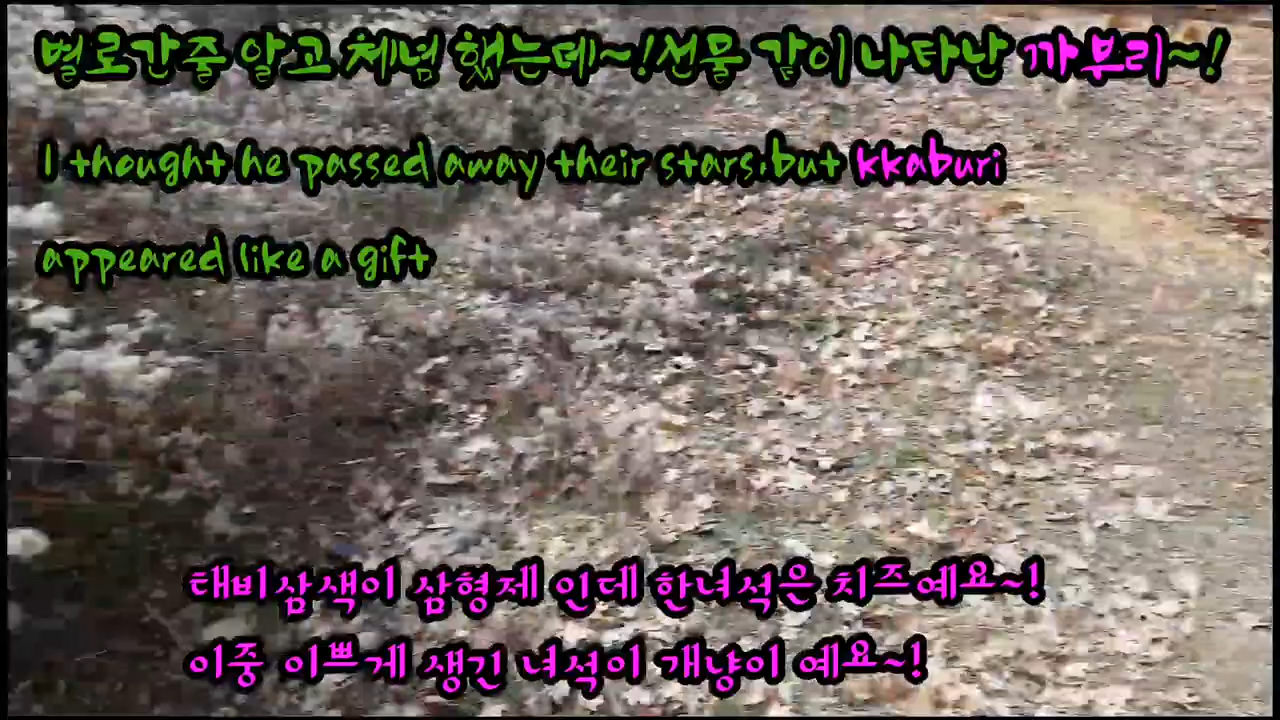 별로간줄 알고 체념 했는데~!선물 같이 나타난 까부리~!
I thought he passed away their stars,but kkaburi
appeared like a gift
태비삼색이 삼형제 인데 한녀석은 치즈예요~!
이중 이쁘게 생긴 녀석이 개냥이 예요~!